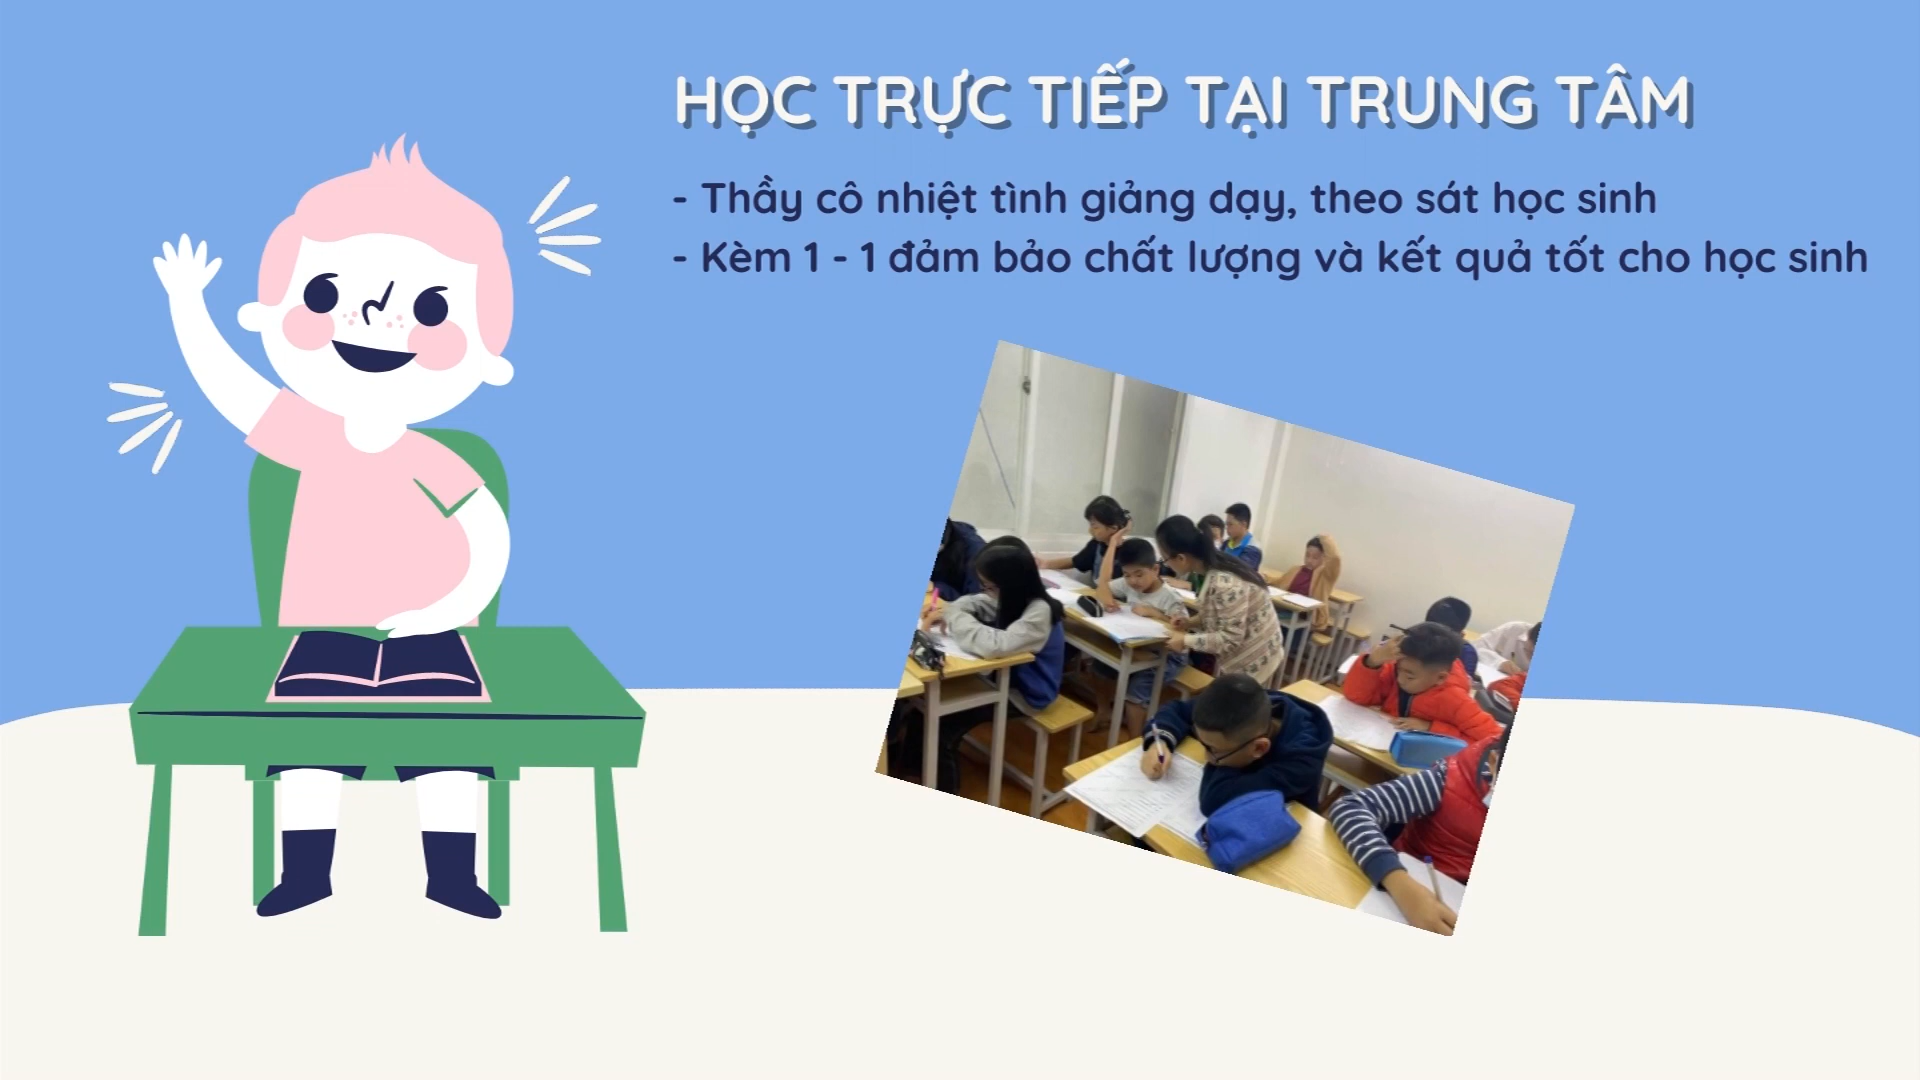 HỌC TRỰC TIẾP TẠI TRUNG TÂM
- Thầy cô nhiệt tình giảng dạy, theo sát học sinh
- Kèm 1 - 1 đảm bảo chất lượng và kết quả tốt cho học sinh